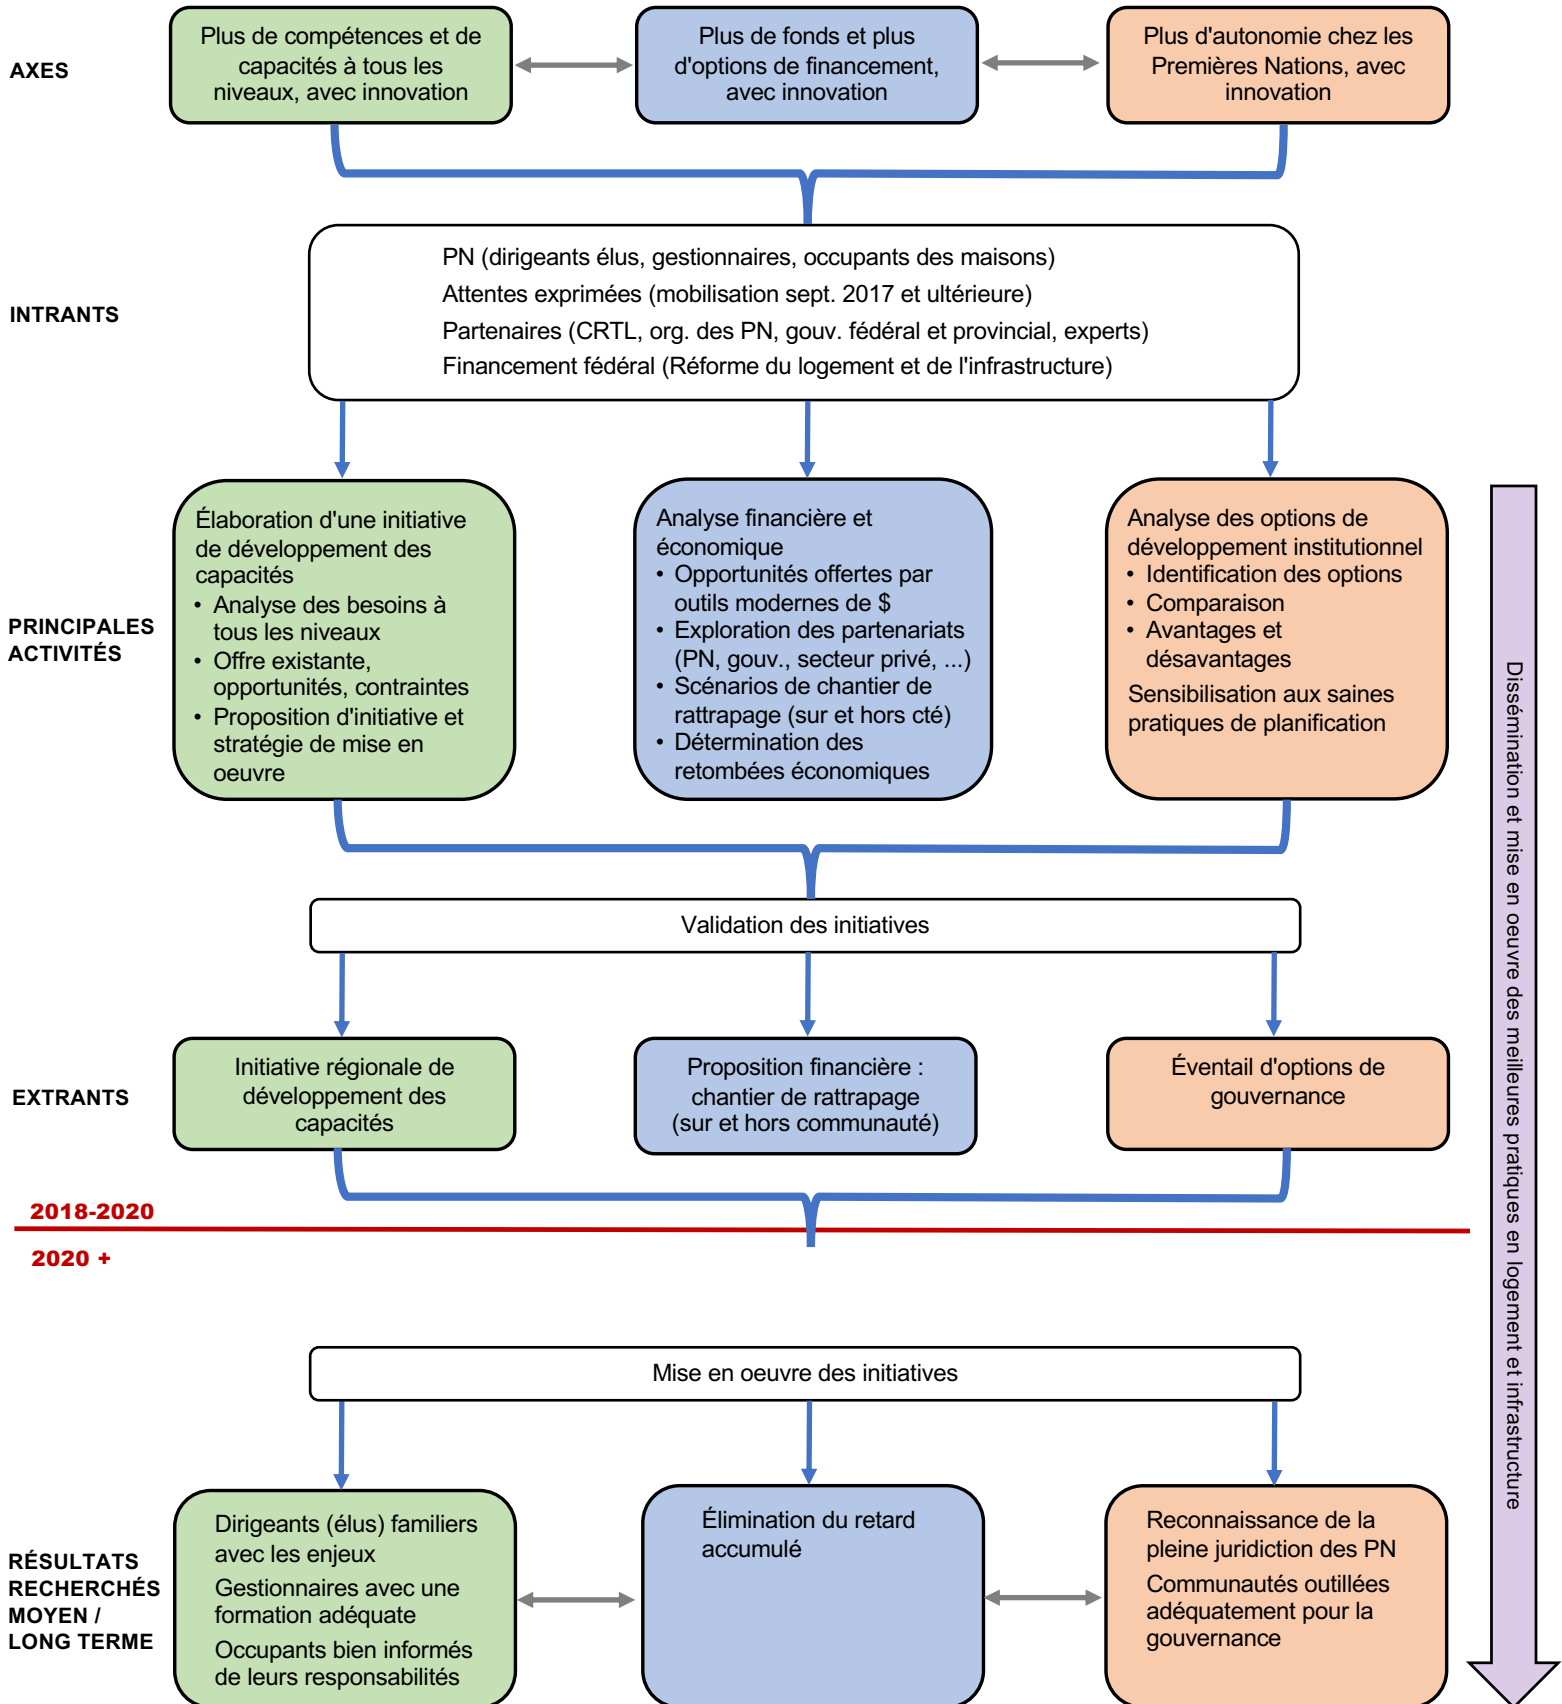 AXES
Plus de compétences et de
capacités à tous les
niveaux, avec innovation
Plus de fonds et plus
d'options de financement,
avec innovation
Plus d'autonomie chez les
Premières Nations, avec
innovation
INTRANTS
PN (dirigeants élus, gestionnaires, occupants des maisons)
Attentes exprimées (mobilisation sept. 2017 et ultérieure)
Partenaires (CRTL, org. des PN, gouv. fédéral et provincial, experts)
Financement fédéral (Réforme du logement et de l'infrastructure)
PRINCIPALES
ACTIVITÉS
Élaboration d'une initiative
de développement des
capacités
• Analyse des besoins à
tous les niveaux
• Offre existante,
opportunités, contraintes
• Proposition d'initiative et
stratégie de mise en
oeuvre
Analyse financière et
économique
• Opportunités offertes par
outils modernes de $
• Exploration des partenariats
(PN, gouv., secteur privé, ...)
• Scénarios de chantier de
rattrapage (sur et hors cté)
• Détermination des
retombées économiques
Analyse des options de
développement institutionnel
• Identification des options
• Comparaison
• Avantages et
désavantages
Sensibilisation aux saines
pratiques de planification
Validation des initiatives
EXTRANTS
Initiative régionale de
développement des
capacités
Proposition financière :
chantier de rattrapage
(sur et hors communauté)
Éventail d'options de
gouvernance
2018-2020
2020 +
Mise en oeuvre des initiatives
RÉSULTATS
RECHERCHÉS
MOYEN /
LONG TERME
Dirigeants (élus) familiers
avec les enjeux
Gestionnaires avec une
formation adéquate
Occupants bien informés
de leurs responsabilités
Élimination du retard
accumulé
Reconnaissance de la
pleine juridiction des PN
Communautés outillées
adéquatement pour la
gouvernance
Dissémination et mise en oeuvre des meilleures pratiques en logement et infrastructure